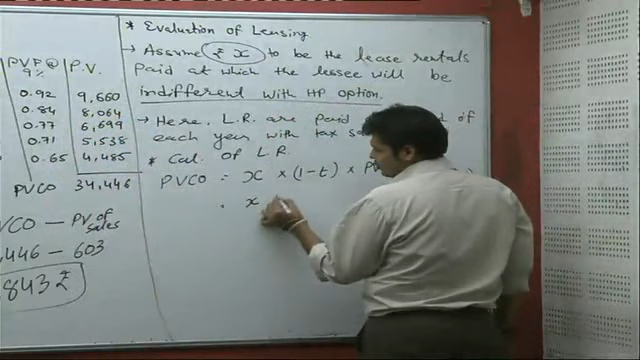 PVF @ P.V.
9%
0.92 9,660
0.84 8,064
0.77 6,699
0.71 5,538
0.65 4,485
PVCO 34,446
VCO — PV of
sales
,446 — 603
843 ₹
* Evaluation of Leasing
→ Assume ₹ x to be the lease rentals
Paid at which the lessee will be
indifferent with HP option.
→ Here, L.R. are paid of
each year with tax
* Cal. of L.R.
PVCO = x × (1-t) ×
x